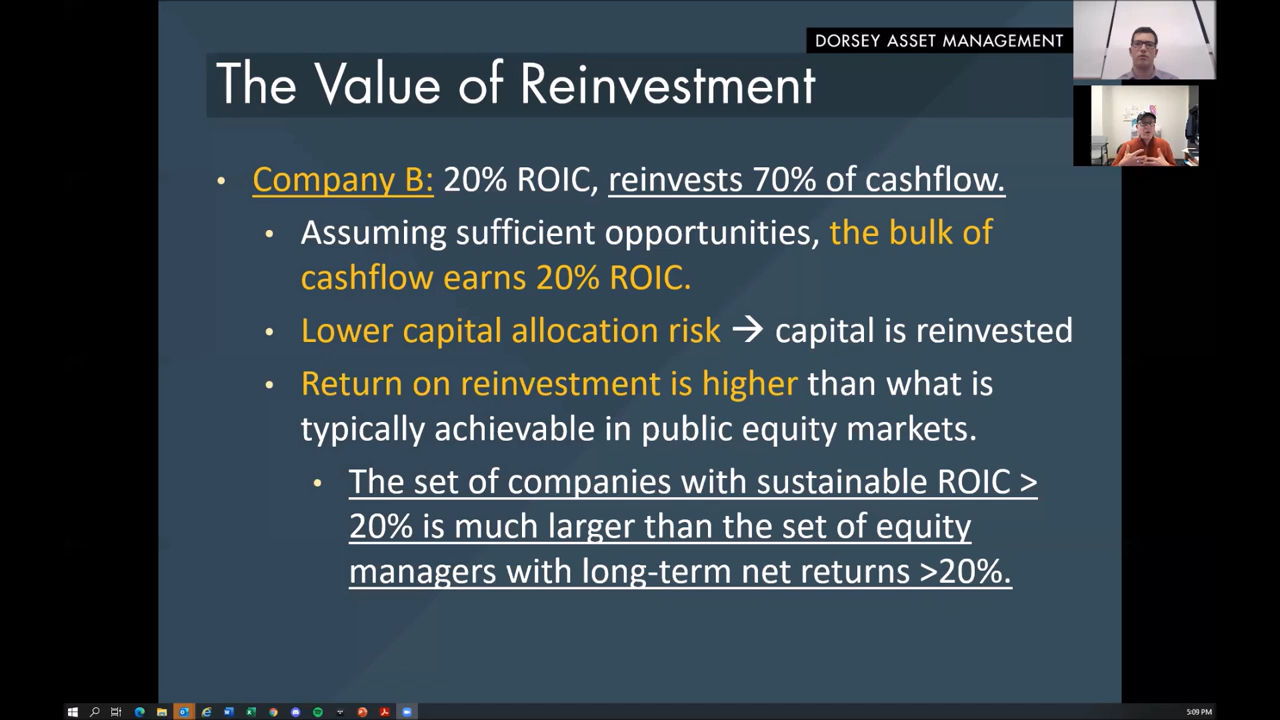 DORSEY ASSET MANAGEMENT
The Value of Reinvestment
• Company B: 20% ROIC, reinvests 70% of cashflow.
• Assuming sufficient opportunities, the bulk of
cashflow earns 20% ROIC.
• Lower capital allocation risk → capital is reinvested
• Return on reinvestment is higher than what is
typically achievable in public equity markets.
• The set of companies with sustainable ROIC >
20% is much larger than the set of equity
managers with long-term net returns >20%.
5:09 PM